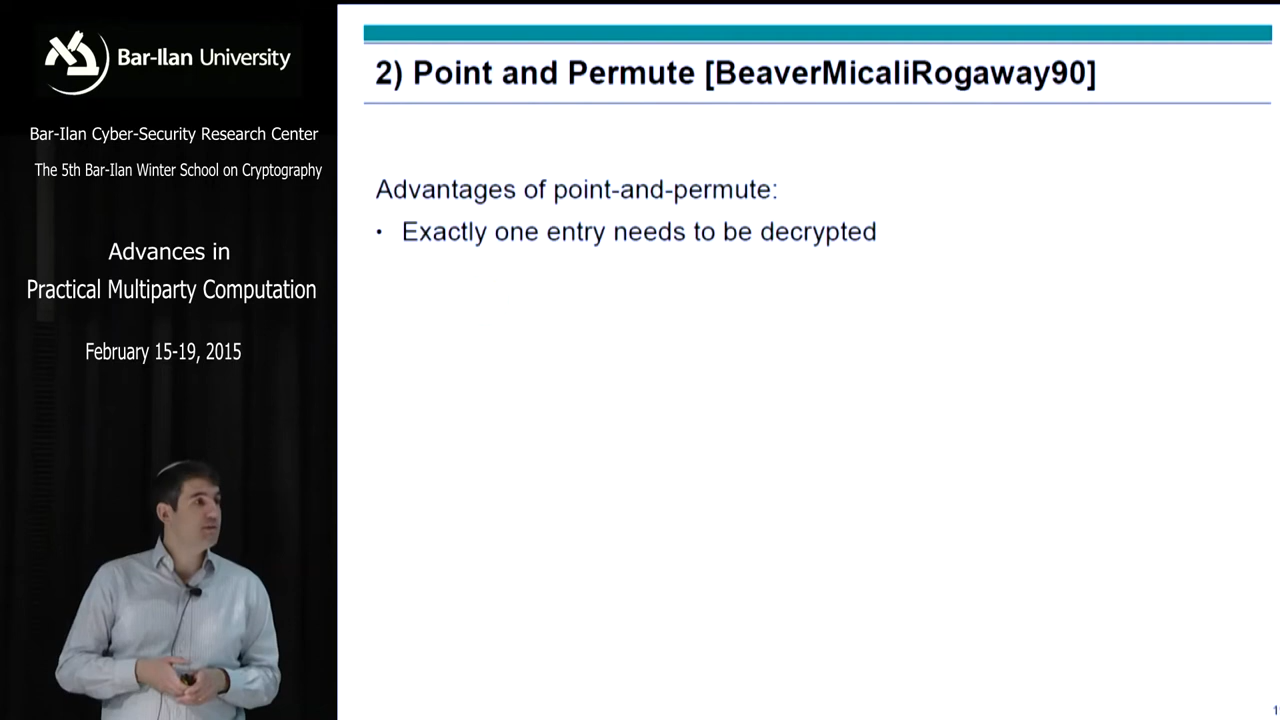 Bar-Ilan University
Bar-Ilan Cyber-Security Research Center
The 5th Bar-Ilan Winter School on Cryptography
Advances in
Practical Multiparty Computation
February 15-19, 2015
2) Point and Permute [BeaverMicaliRogaway90]
Advantages of point-and-permute:
• Exactly one entry needs to be decrypted